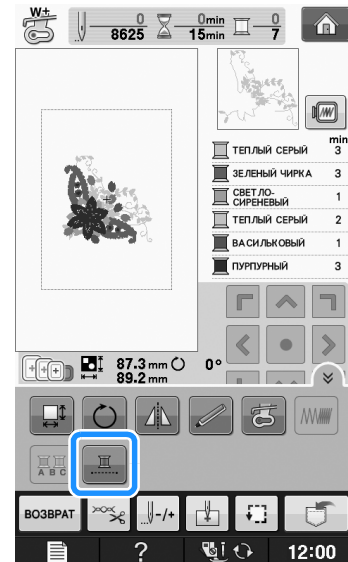 W+
0
8625
0min
15min
0
7
min
ТЕПЛЫЙ СЕРЫЙ 3
ЗЕЛЕНЫЙ ЧИРКА 3
СВЕТЛО-
СИРЕНЕВЫЙ 1
ТЕПЛЫЙ СЕРЫЙ 2
ВАСИЛЬКОВЫЙ 1
ПУРПУРНЫЙ 3
87.3 mm 0°
89.2 mm
A B C
ВОЗВРАТ -/+
? 12:00